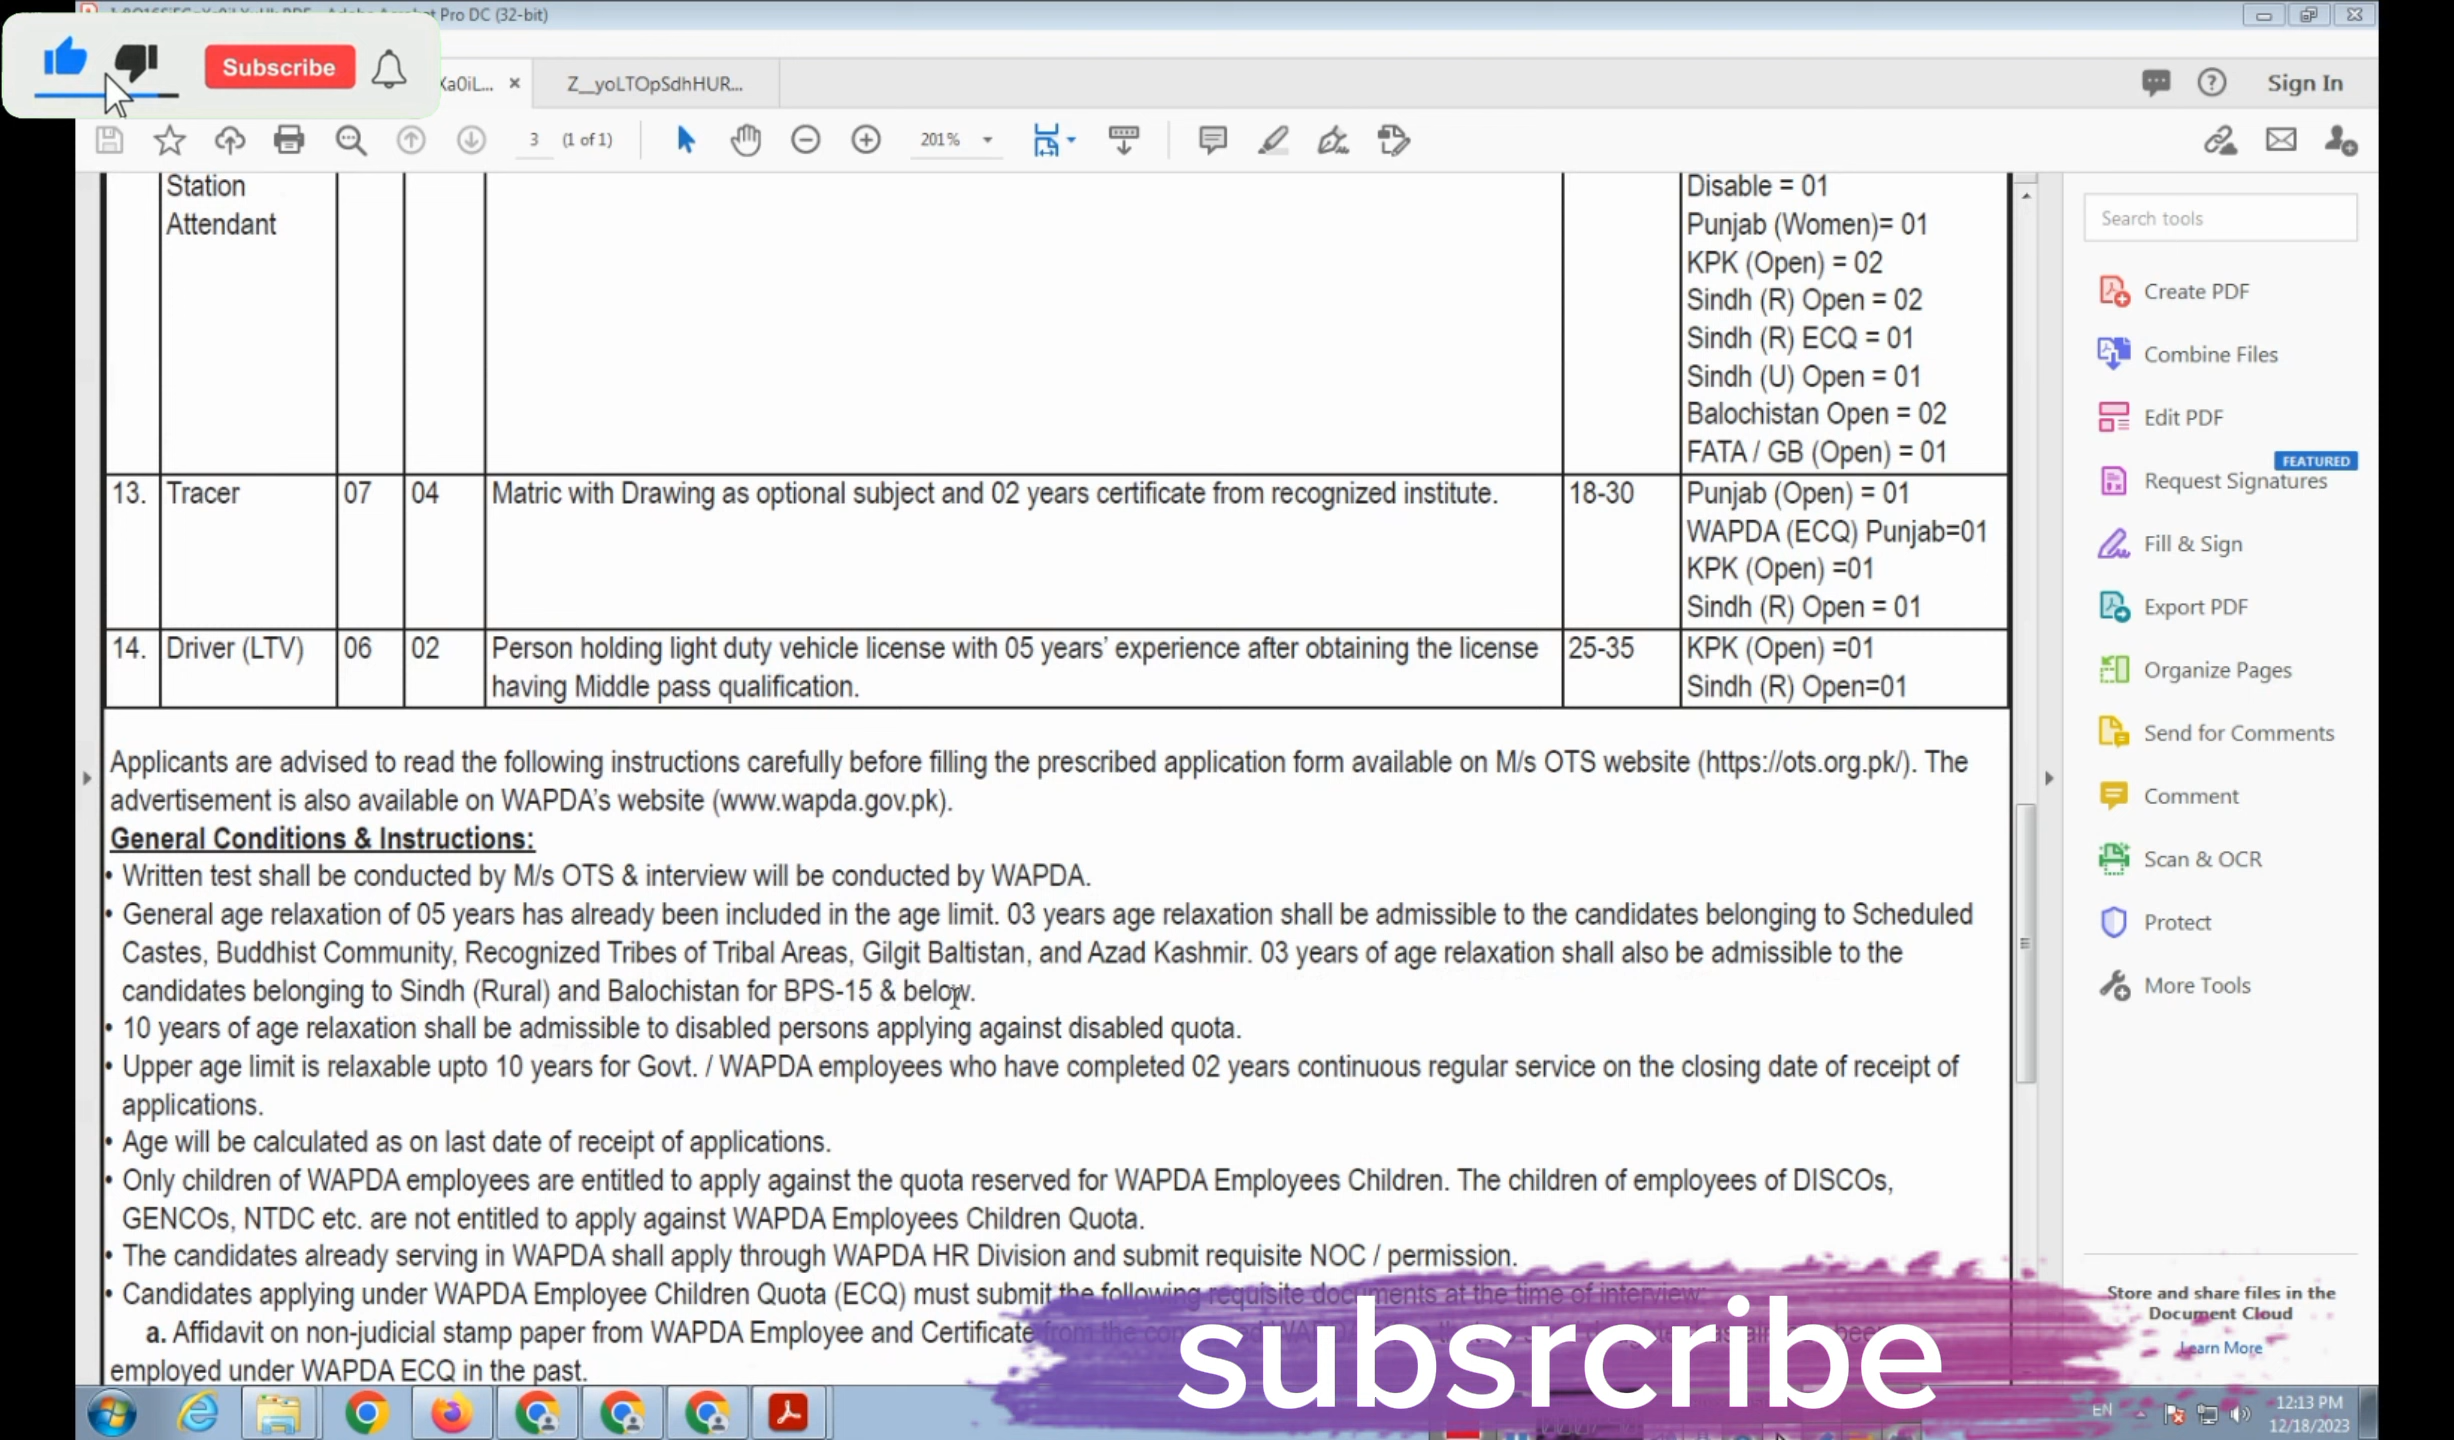 Pro DC (32-bit)
Subscribe
Xa0iL...
Z__yoLTOpSdhHUR...
Sign In
3 (1 of 1)
201%
Station
Attendant
Disable = 01
Punjab (Women)= 01
KPK (Open) = 02
Sindh (R) Open = 02
Sindh (R) ECQ = 01
Sindh (U) Open = 01
Balochistan Open = 02
FATA / GB (Open) = 01
13. Tracer 07 04 Matric with Drawing as optional subject and 02 years certificate from recognized institute. 18-30 Punjab (Open) = 01
WAPDA (ECQ) Punjab=01
KPK (Open) =01
Sindh (R) Open = 01
14. Driver (LTV) 06 02 Person holding light duty vehicle license with 05 years’ experience after obtaining the license 25-35 KPK (Open) =01
having Middle pass qualification. Sindh (R) Open=01
Applicants are advised to read the following instructions carefully before filling the prescribed application form available on M/s OTS website (https://ots.org.pk/). The
advertisement is also available on WAPDA’s website (www.wapda.gov.pk).
General Conditions & Instructions:
• Written test shall be conducted by M/s OTS & interview will be conducted by WAPDA.
• General age relaxation of 05 years has already been included in the age limit. 03 years age relaxation shall be admissible to the candidates belonging to Scheduled
Castes, Buddhist Community, Recognized Tribes of Tribal Areas, Gilgit Baltistan, and Azad Kashmir. 03 years of age relaxation shall also be admissible to the
candidates belonging to Sindh (Rural) and Balochistan for BPS-15 & below.
• 10 years of age relaxation shall be admissible to disabled persons applying against disabled quota.
• Upper age limit is relaxable upto 10 years for Govt. / WAPDA employees who have completed 02 years continuous regular service on the closing date of receipt of
applications.
• Age will be calculated as on last date of receipt of applications.
• Only children of WAPDA employees are entitled to apply against the quota reserved for WAPDA Employees Children. The children of employees of DISCOs,
GENCOs, NTDC etc. are not entitled to apply against WAPDA Employees Children Quota.
• The candidates already serving in WAPDA shall apply through WAPDA HR Division and submit requisite NOC / permission.
• Candidates applying under WAPDA Employee Children Quota (ECQ) must submit the following requisite documents at the time of interview:
a. Affidavit on non-judicial stamp paper from WAPDA Employee and Certificate from the
employed under WAPDA ECQ in the past.
Search tools
Create PDF
Combine Files
Edit PDF
FEATURED
Request Signatures
Fill & Sign
Export PDF
Organize Pages
Send for Comments
Comment
Scan & OCR
Protect
More Tools
Store and share files in the
Document Cloud
Learn More
subsrcribe
EN
12:13 PM
12/18/2023